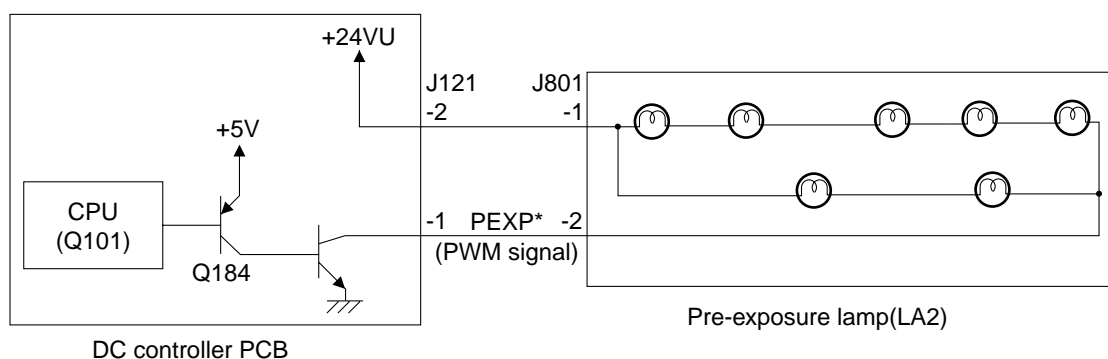 +24VU
J121
J801
-2
-1
+5V
CPU
(Q101)
-1
PEXP*
-2
(PWM signal)
Q184
Pre-exposure lamp(LA2)
DC controller PCB